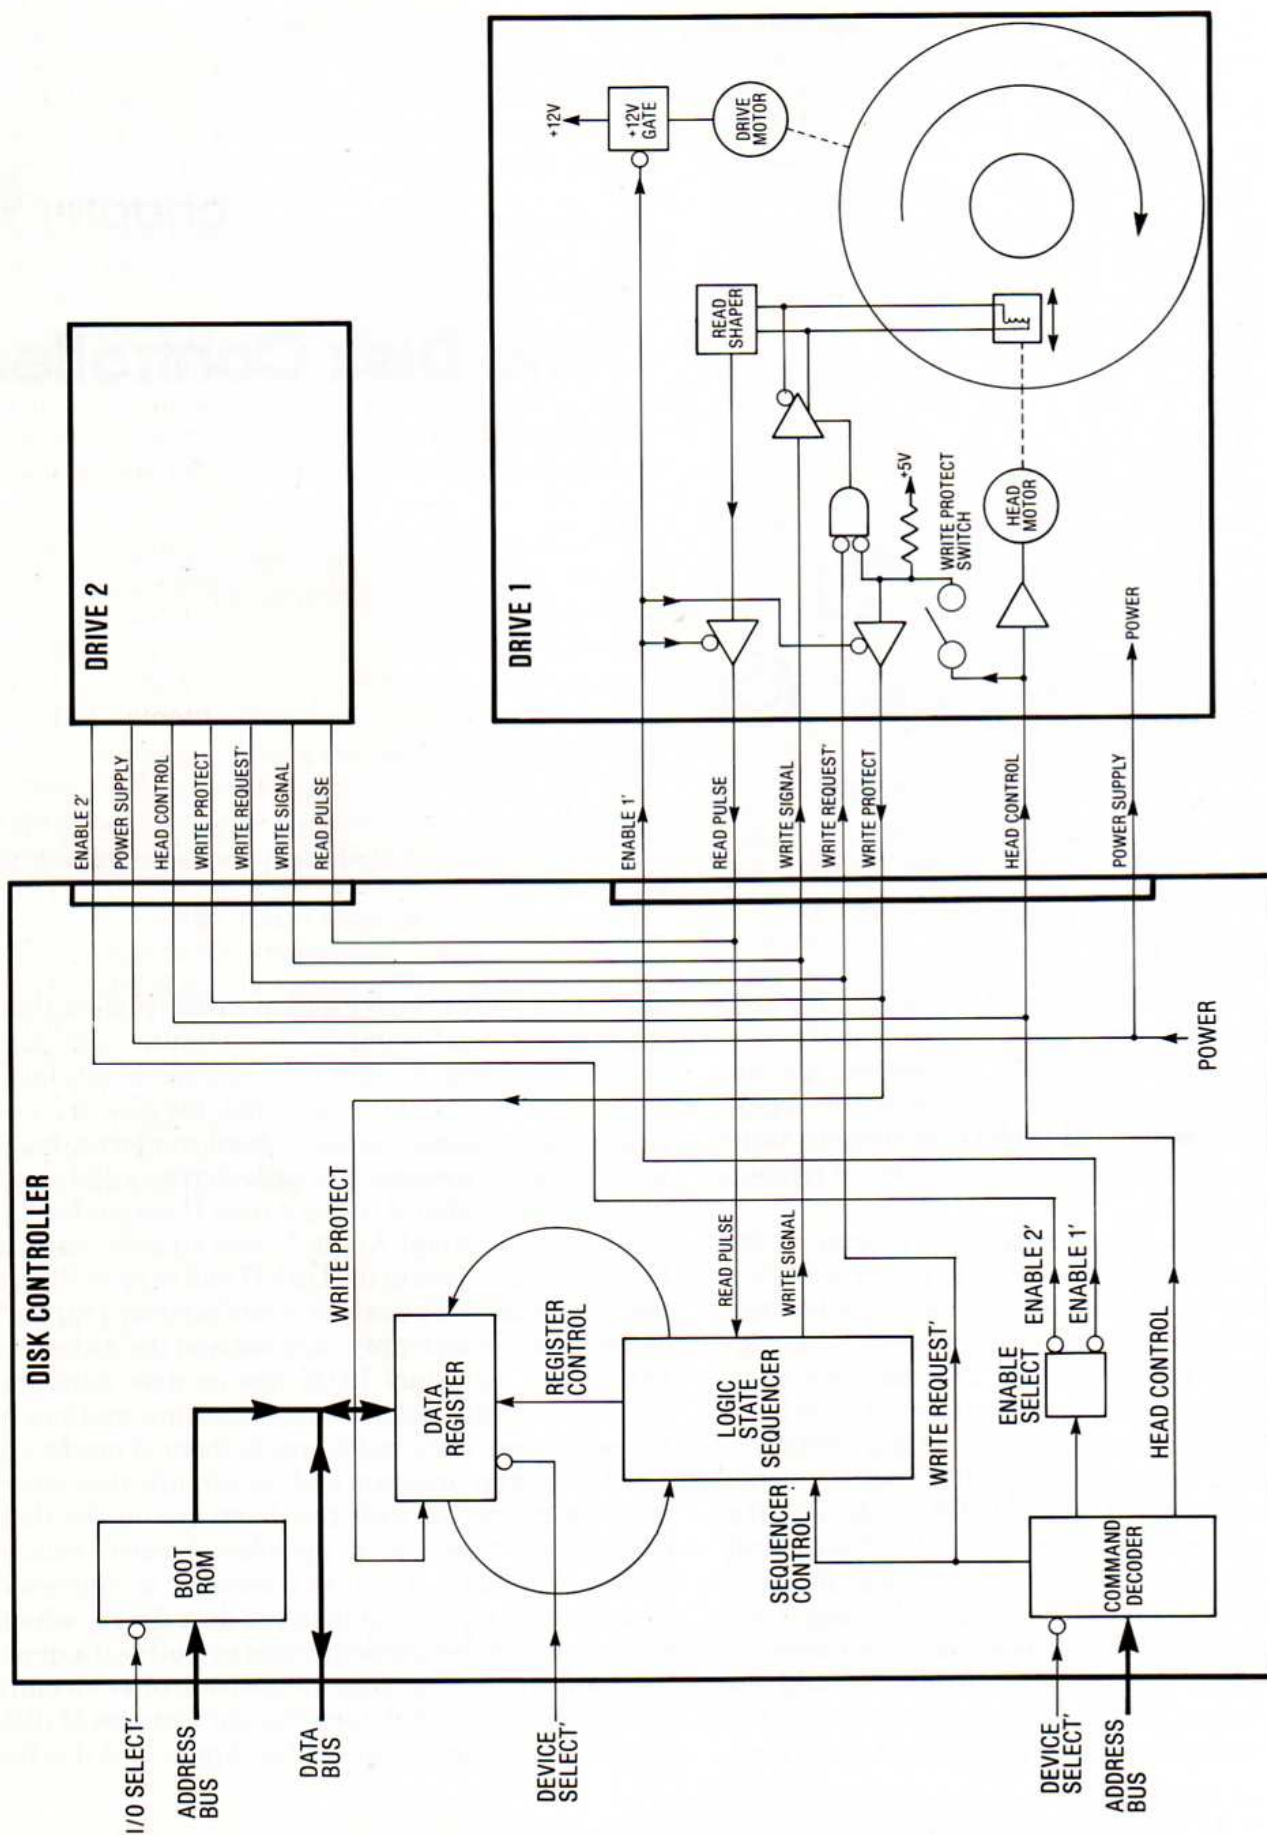 DISK CONTROLLER
I/O SELECT'
ADDRESS
BUS
BOOT
ROM
DATA
BUS
WRITE PROTECT
DATA
REGISTER
DEVICE
SELECT'
REGISTER
CONTROL
LOGIC
STATE
SEQUENCER
READ PULSE
WRITE SIGNAL
SEQUENCER
CONTROL
WRITE REQUEST'
ENABLE
SELECT
ENABLE 2'
ENABLE 1'
DEVICE
SELECT'
ADDRESS
BUS
COMMAND
DECODER
HEAD CONTROL
POWER
ENABLE 2'
POWER SUPPLY
HEAD CONTROL
WRITE PROTECT
WRITE REQUEST'
WRITE SIGNAL
READ PULSE
DRIVE 2
ENABLE 1'
READ PULSE
WRITE SIGNAL
WRITE REQUEST'
WRITE PROTECT
HEAD CONTROL
POWER SUPPLY
DRIVE 1
+12V
+12V
GATE
DRIVE
MOTOR
READ
SHAPER
+5V
WRITE PROTECT
SWITCH
HEAD
MOTOR
POWER